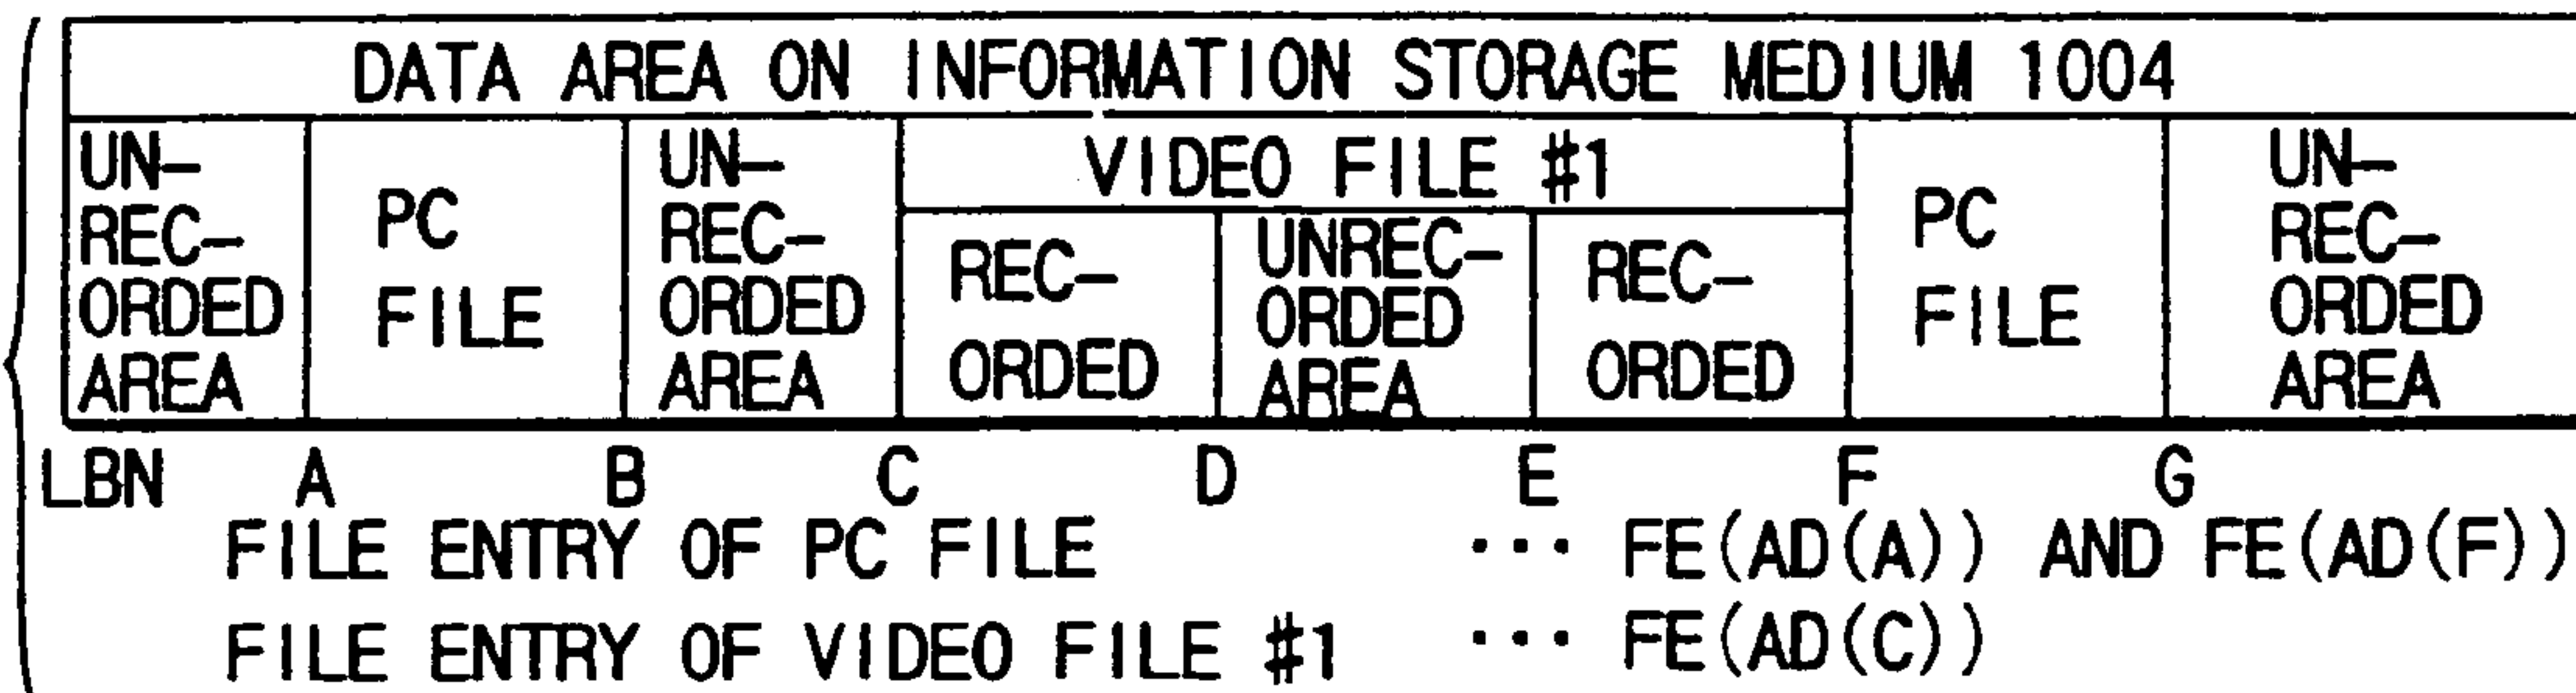 DATA AREA ON INFORMATION STORAGE MEDIUM 1004
UN-
REC-
ORDED
AREA
PC
FILE
UN-
REC-
ORDED
AREA
VIDEO FILE #1
REC-
ORDED
UNREC-
ORDED
AREA
REC-
ORDED
PC
FILE
UN-
REC-
ORDED
AREA
LBN A B C D E F G
FILE ENTRY OF PC FILE ··· FE(AD(A)) AND FE(AD(F))
FILE ENTRY OF VIDEO FILE #1 ··· FE(AD(C))